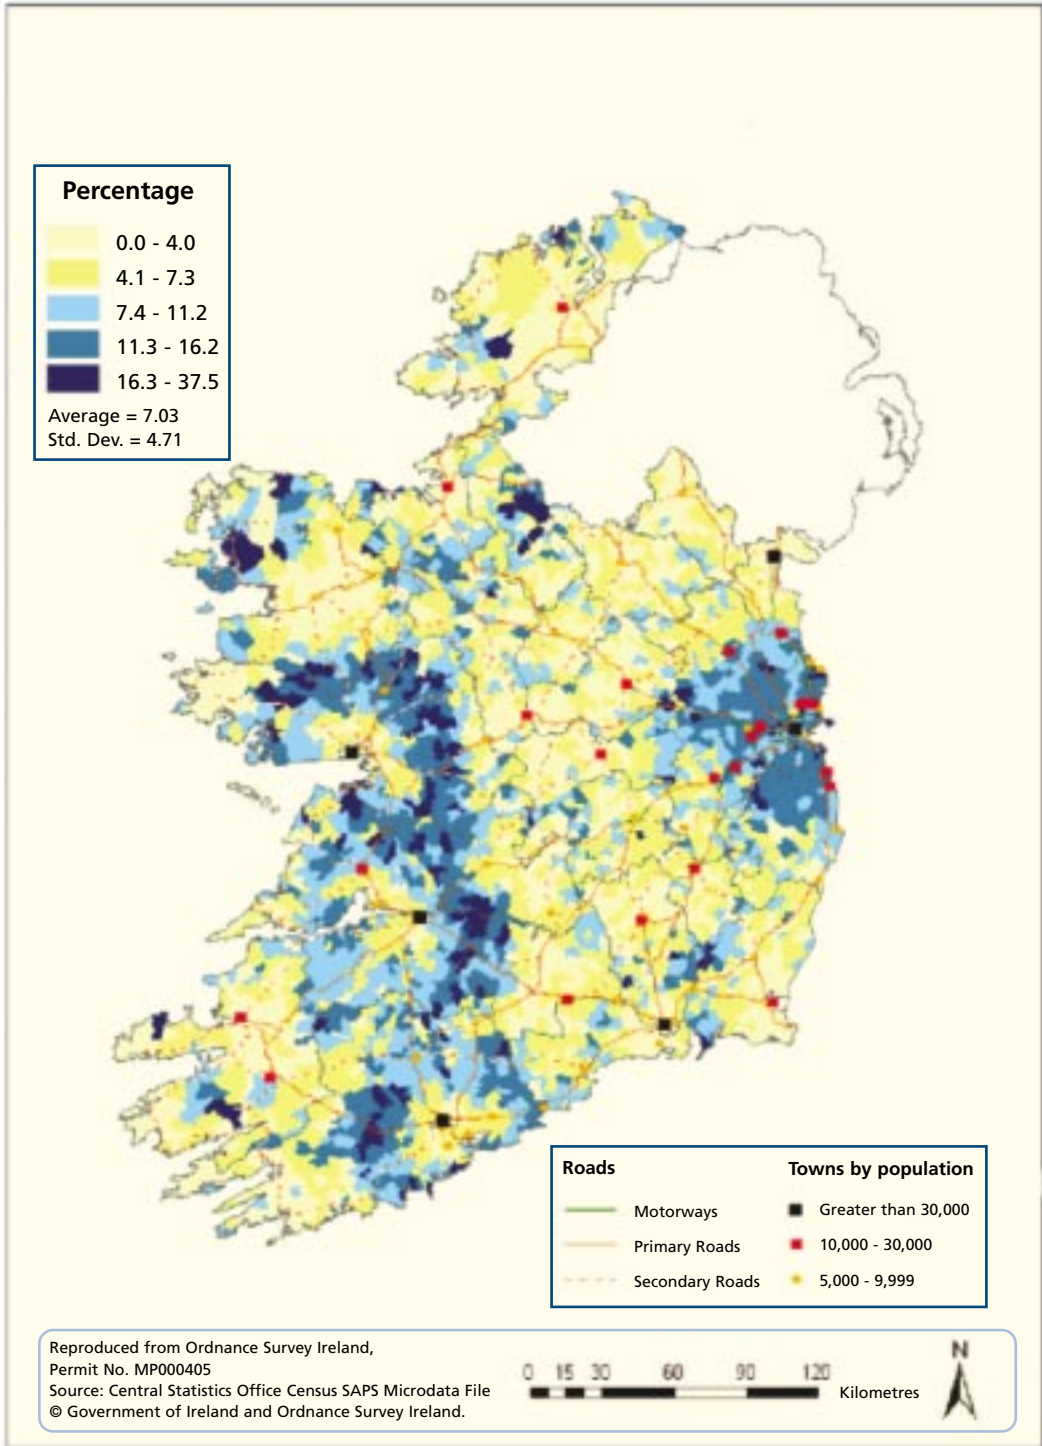 Percentage
0.0 - 4.0
4.1 - 7.3
7.4 - 11.2
11.3 - 16.2
16.3 - 37.5
Average = 7.03
Std. Dev. = 4.71
Roads
Motorways
Primary Roads
Secondary Roads
Towns by population
Greater than 30,000
10,000 - 30,000
5,000 - 9,999
Reproduced from Ordnance Survey Ireland,
Permit No. MP000405
Source: Central Statistics Office Census SAPS Microdata File
© Government of Ireland and Ordnance Survey Ireland.
0 15 30 60 90 120
Kilometres
N